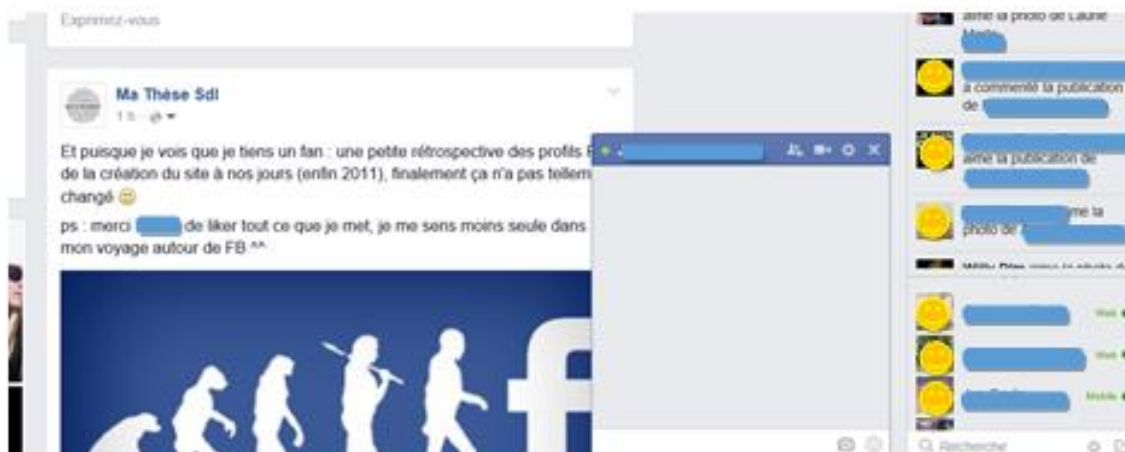 Exprimez-vous
Ma Thèse Sdl
1 h
Et puisque je vois que je tiens un fan : une petite rétrospective des profils
de la création du site à nos jours (enfin 2011), finalement ça n'a pas tellem
changé
ps : merci de liker tout ce que je met, je me sens moins seule dans
mon voyage autour de FB ^^
f
aime la photo de Laurie
a commenté la publication
de
aime la publication de
me la
photo de
Web
Web
Mobile
Recherche